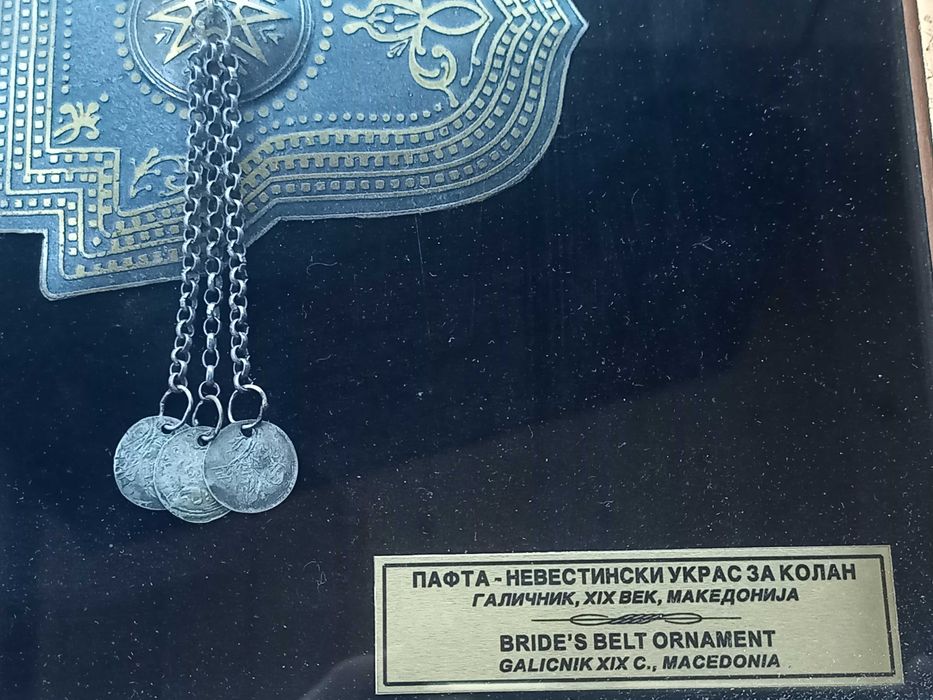 ПАФТА - НЕВЕСТИНСКИ УКРАС ЗА КОЛАН
ГАЛИЧНИК, XIX ВЕК, МАКЕДОНИЈА
BRIDE'S BELT ORNAMENT
GALICNIK XIX C., MACEDONIA